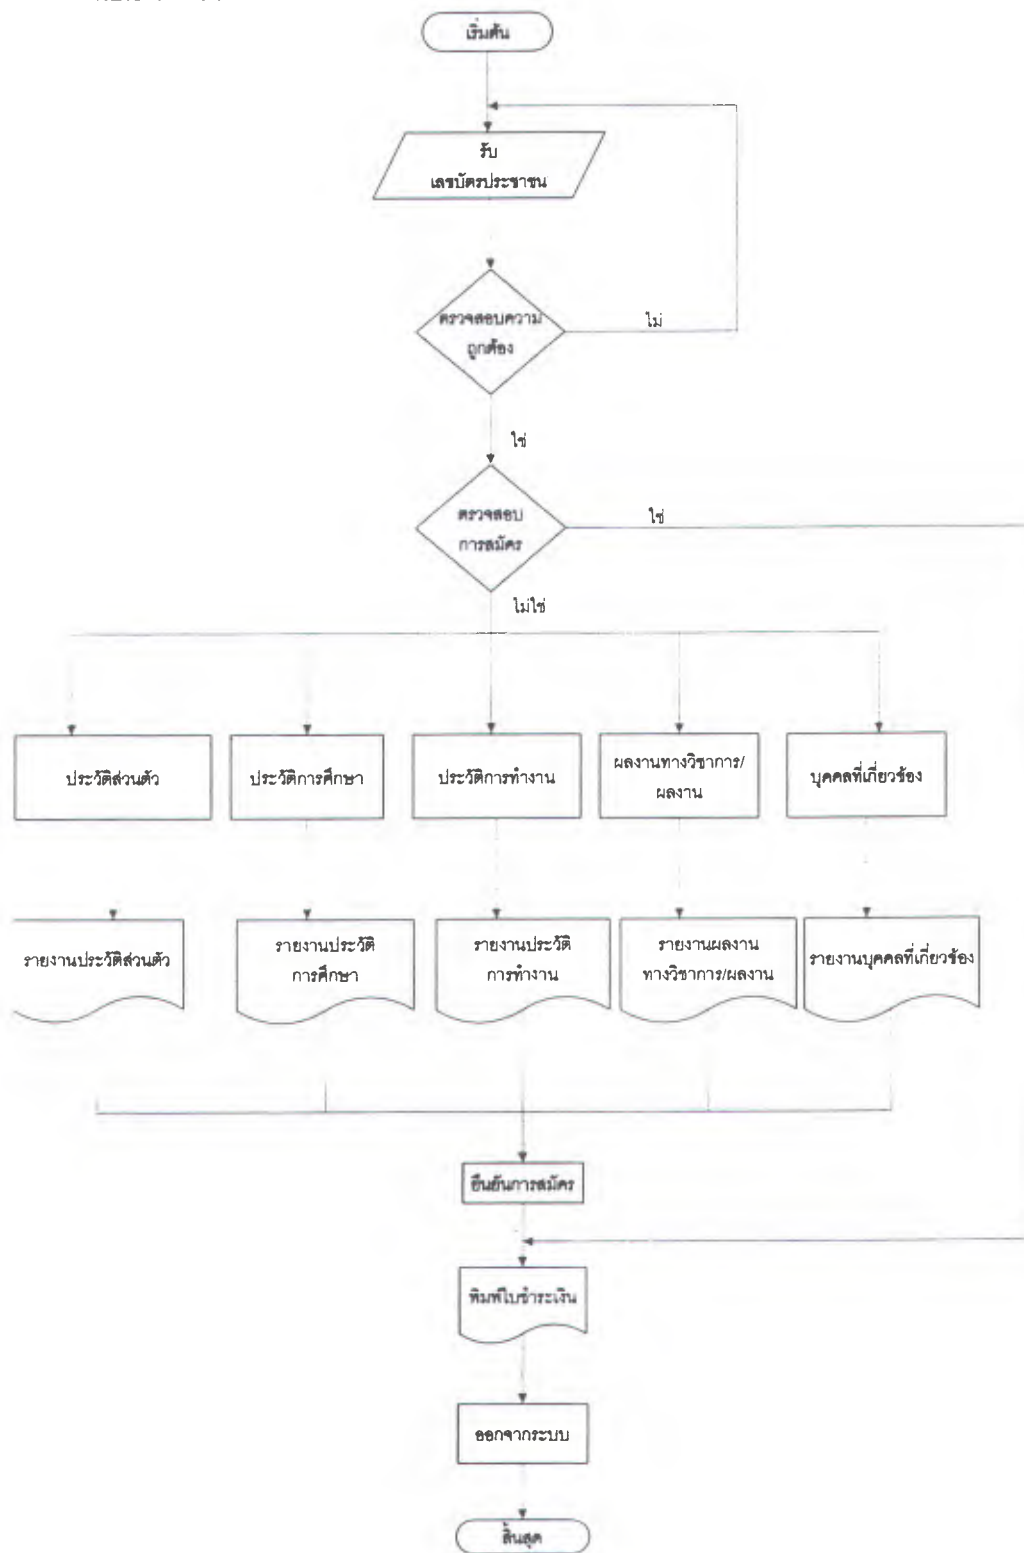 เริ่มต้น
รับ
เลขบัตรประชาชน
ตรวจสอบความ
ถูกต้อง
ไม่
ใช่
ตรวจสอบ
การสมัคร
ใช่
ไม่ใช่
ประวัติส่วนตัว
ประวัติการศึกษา
ประวัติการทำงาน
ผลงานทางวิชาการ/
ผลงาน
บุคคลที่เกี่ยวข้อง
รายงานประวัติส่วนตัว
รายงานประวัติ
การศึกษา
รายงานประวัติ
การทำงาน
รายงานผลงาน
ทางวิชาการ/ผลงาน
รายงานบุคคลที่เกี่ยวข้อง
ยืนยันการสมัคร
พิมพ์ใบชำระเงิน
ออกจากระบบ
สิ้นสุด